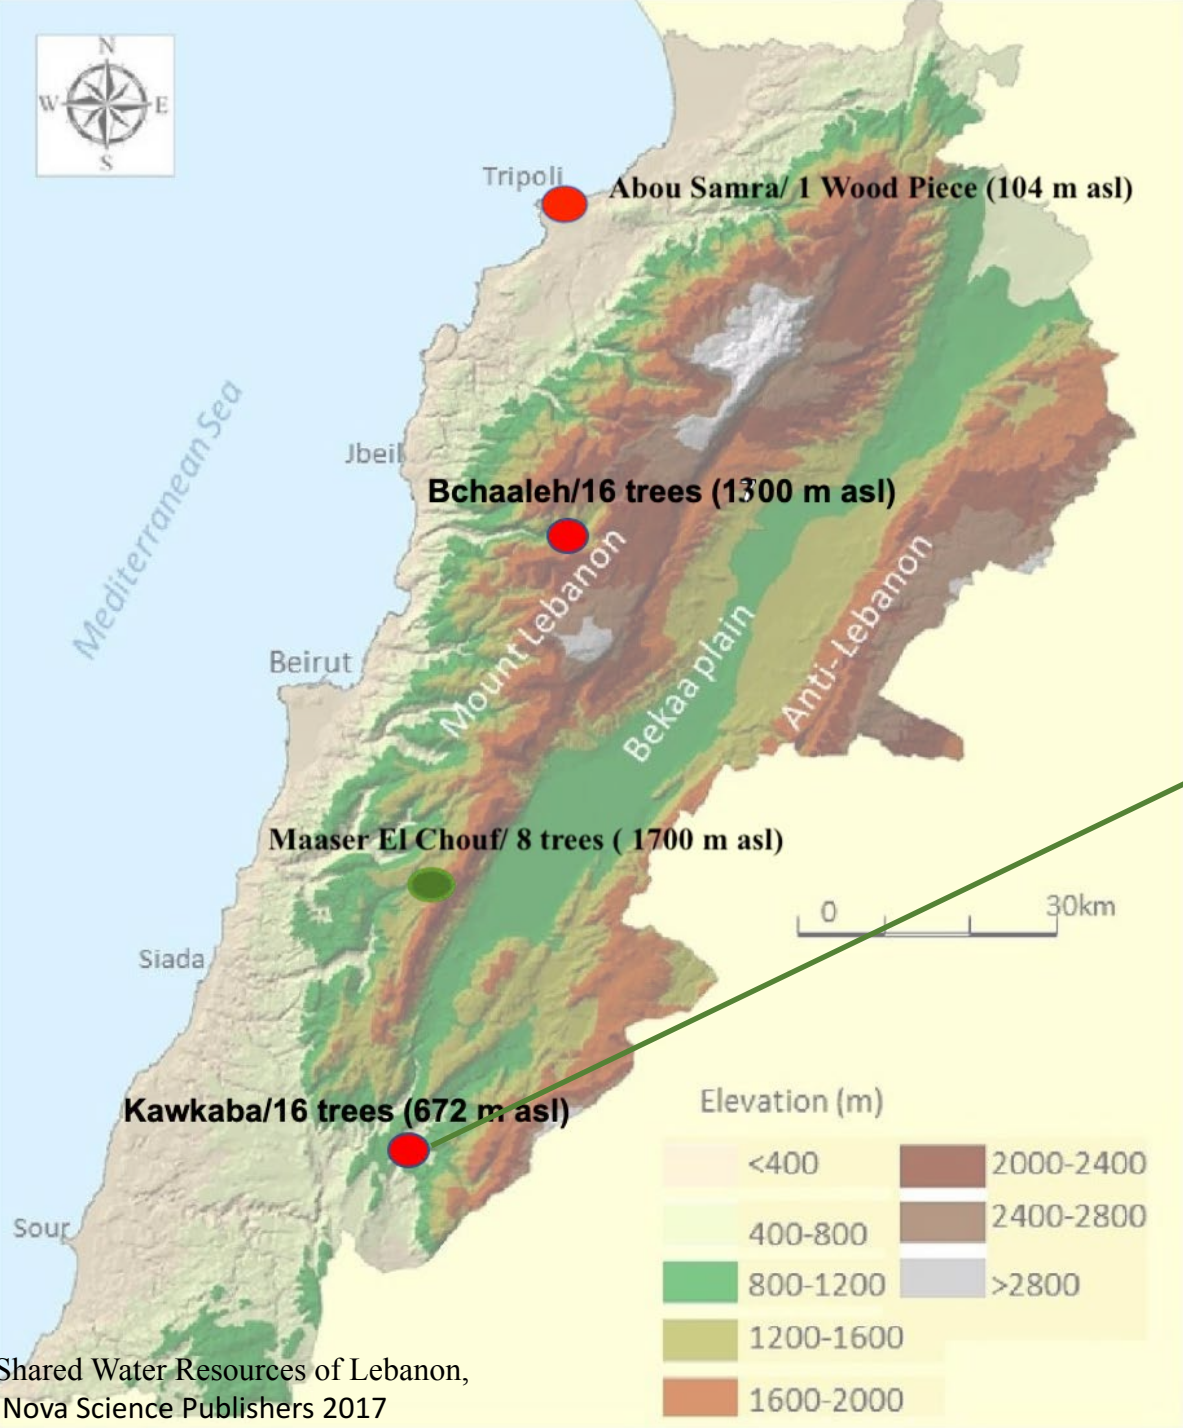 N
W E
S
Tripoli
Abou Samra/ 1 Wood Piece (104 m asl)
Mediterranean Sea
Jbeil
Bchaaleh/16 trees (1300 m asl)
Mount Lebanon
Bekaa plain
Anti-Lebanon
Beirut
Maaser El Chouf/ 8 trees ( 1700 m asl)
0 30km
Siada
Kawkaba/16 trees (672 m asl)
Sour
Elevation (m)
<400
400-800
800-1200
1200-1600
1600-2000
2000-2400
2400-2800
>2800
Shared Water Resources of Lebanon,
Nova Science Publishers 2017